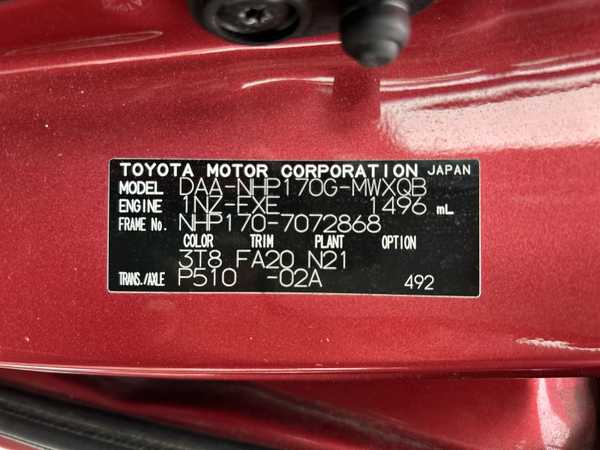 TOYOTA MOTOR CORPORATION JAPAN
MODEL DAA-NHP170G-MWXQB
ENGINE 1NZ-FXE 1496 mL
FRAME No. NHP170-7072868
COLOR TRIM PLANT OPTION
3T8 FA20 N21
TRANS./AXLE P510 -02A 492